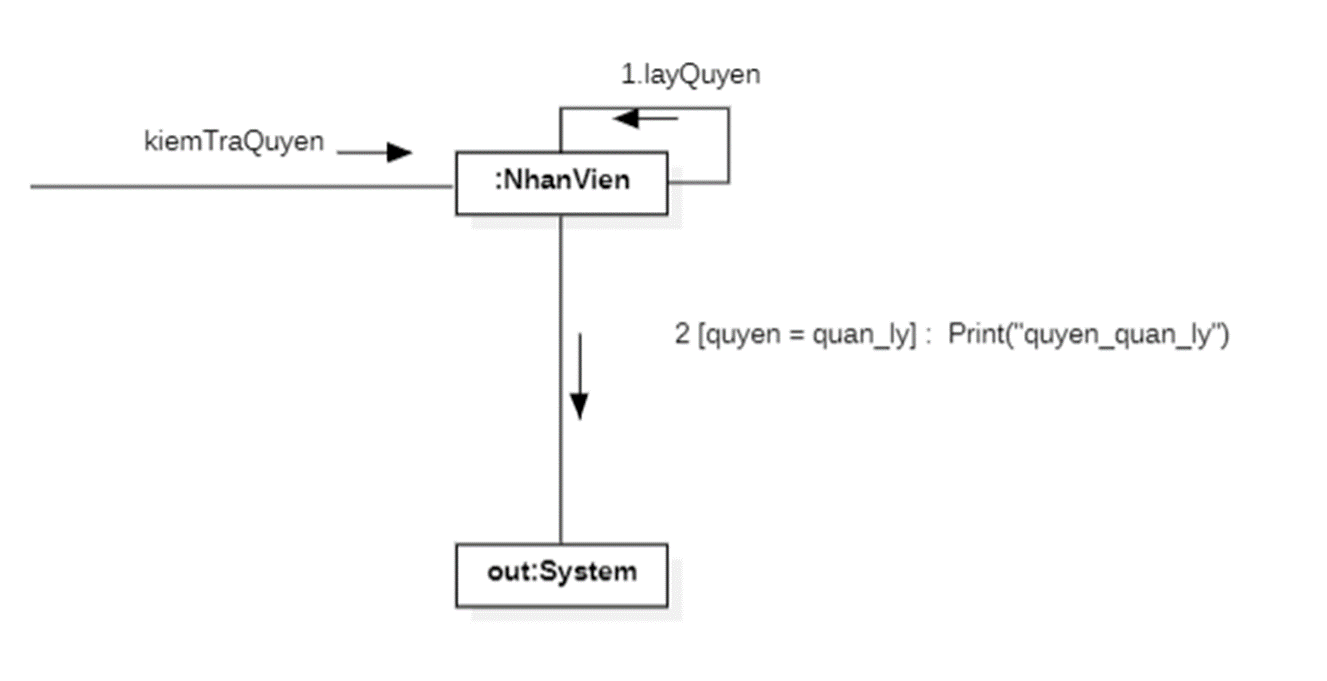 1.layQuyen
kiemTraQuyen
:NhanVien
2 [quyen = quan_ly] : Print("quyen_quan_ly")
out:System